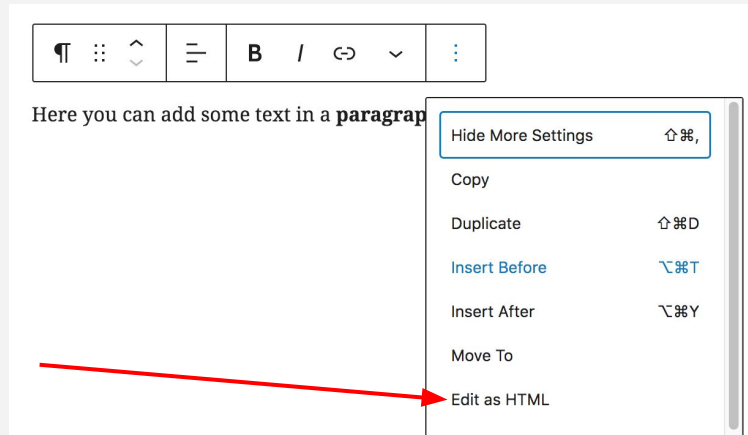 ¶ B I
Here you can add some text in a paragrap
Hide More Settings ⇧⌘,
Copy
Duplicate ⇧⌘D
Insert Before ⌥⌘T
Insert After ⌥⌘Y
Move To
Edit as HTML